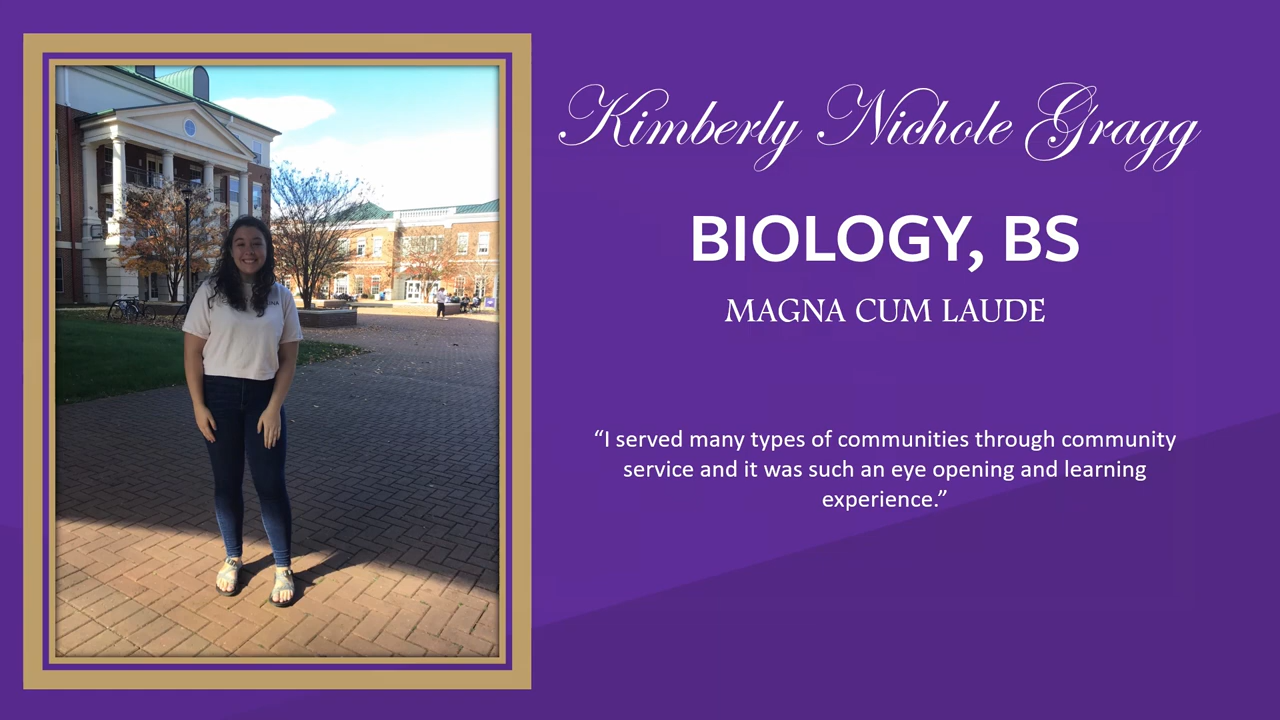 Kimberly Nichole Gragg
BIOLOGY, BS
MAGNA CUM LAUDE
“I served many types of communities through community
service and it was such an eye opening and learning
experience.”